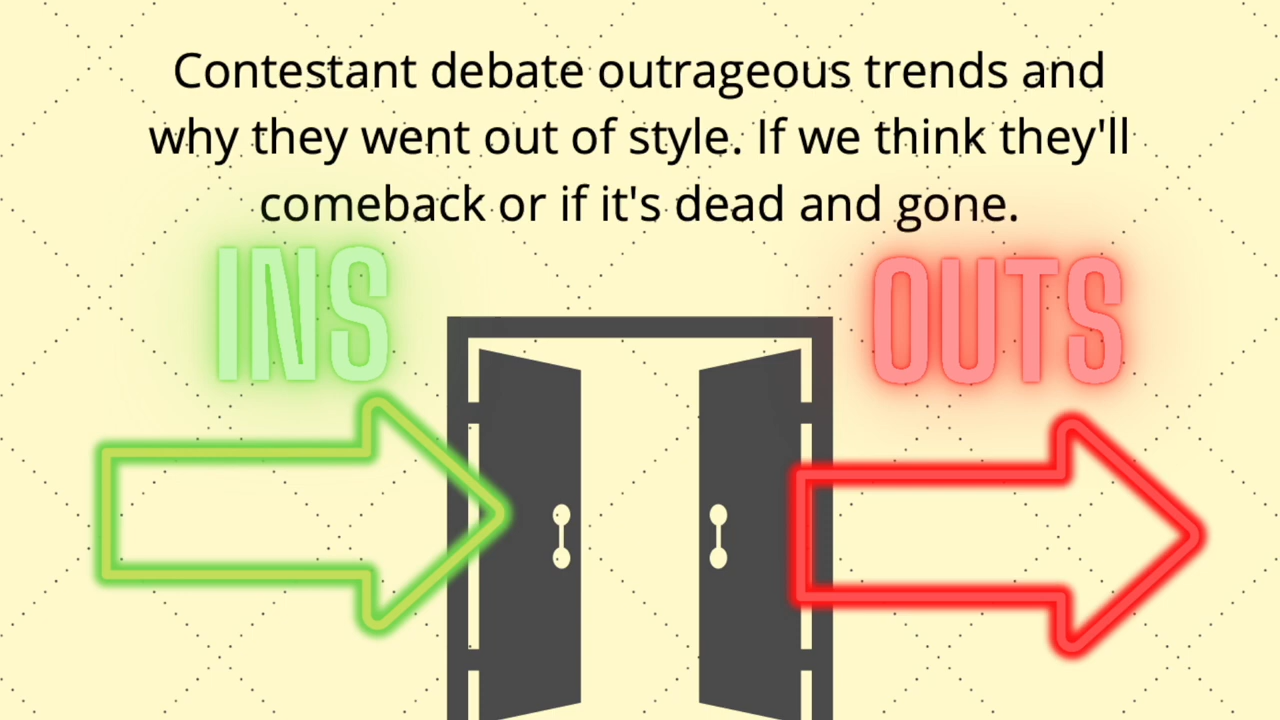 Contestant debate outrageous trends and
why they went out of style. If we think they'll
comeback or if it's dead and gone.
INS
OUTS